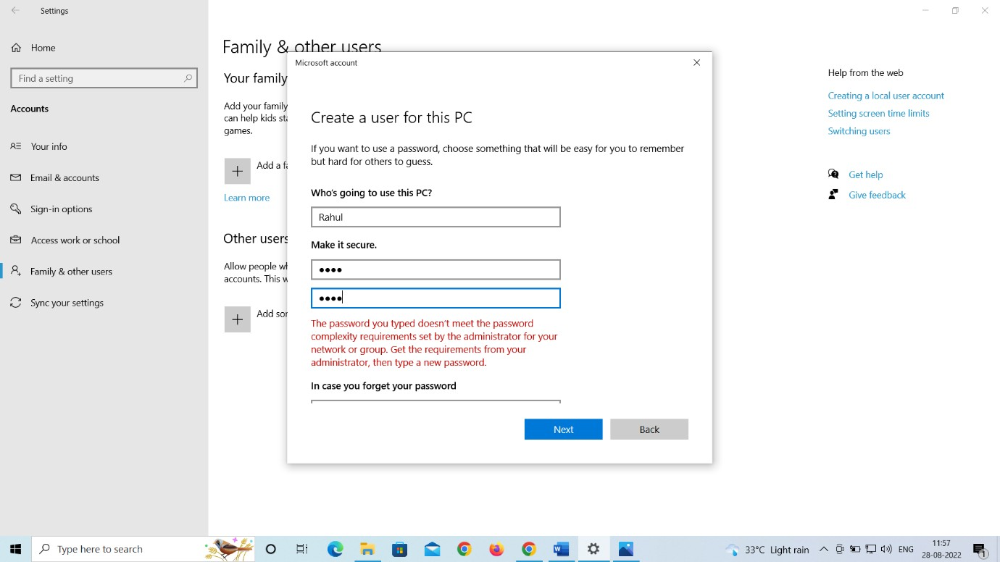 Settings
Home
Find a setting
Accounts
Your info
Email & accounts
Sign-in options
Access work or school
Family & other users
Sync your settings
Family & other users
Your family
Add your family
can help kids sta
games.
Add a fa
Learn more
Other users
Allow people wh
accounts. This w
Add son
Microsoft account
Create a user for this PC
If you want to use a password, choose something that will be easy for you to remember
but hard for others to guess.
Who's going to use this PC?
Rahul
Make it secure.
••••
••••
The password you typed doesn't meet the password
complexity requirements set by the administrator for your
network or group. Get the requirements from your
administrator, then type a new password.
In case you forget your password
Next
Back
Help from the web
Creating a local user account
Setting screen time limits
Switching users
Get help
Give feedback
Type here to search
33°C Light rain
ENG
11:57
28-08-2022
1